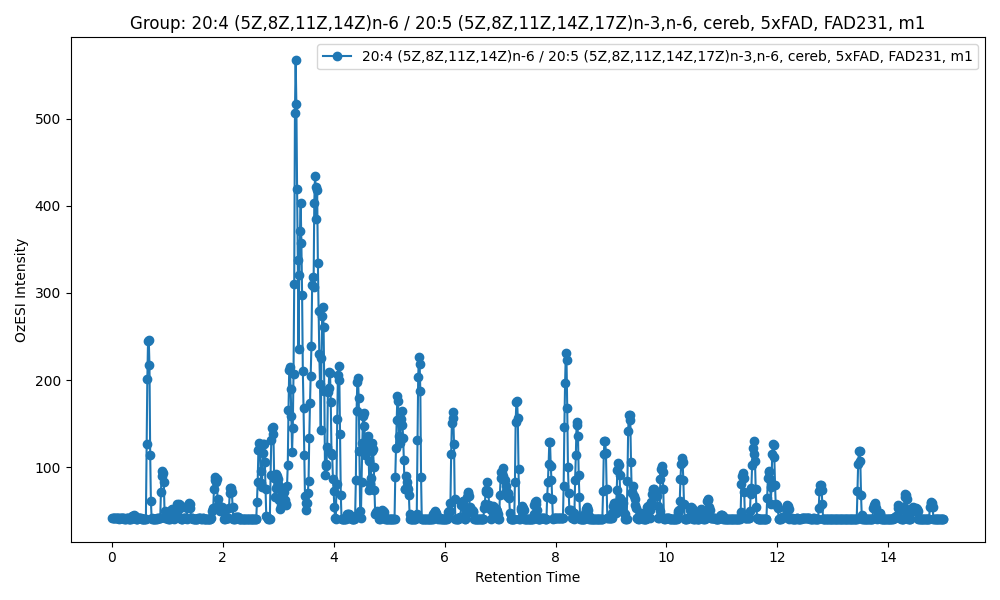 Group: 20:4 (5Z,8Z,11Z,14Z)n-6 / 20:5 (5Z,8Z,11Z,14Z,17Z)n-3,n-6, cereb, 5xFAD, FAD231, m1
20:4 (5Z,8Z,11Z,14Z)n-6 / 20:5 (5Z,8Z,11Z,14Z,17Z)n-3,n-6, cereb, 5xFAD, FAD231, m1
OzESI Intensity
500
400
300
200
100
0 2 4 6 8 10 12 14
Retention Time